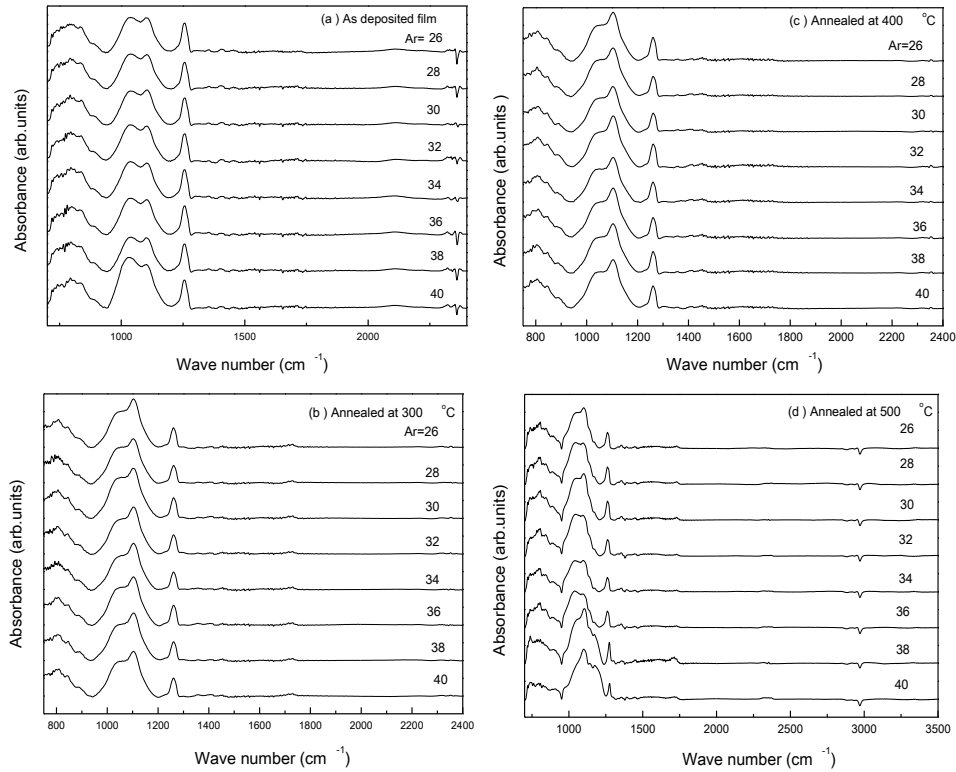 (a ) As deposited film
Ar= 26
28
30
32
34
36
38
40
Absorbance (arb.units)
1000 1500 2000
Wave number (cm -1)
(c ) Annealed at 400 oC
Ar=26
28
30
32
34
36
38
40
Absorbance (arb.units )
800 1000 1200 1400 1600 1800 2000 2200 2400
Wave number (cm -1)
(b ) Annealed at 300 oC
Ar=26
28
30
32
34
36
38
40
Absorbance (arb.units)
800 1000 1200 1400 1600 1800 2000 2200 2400
Wave number (cm -1)
(d ) Annealed at 500 oC
26
28
30
32
34
36
38
40
Absorbance (arb.units)
1000 1500 2000 2500 3000 3500
Wave number (cm -1)